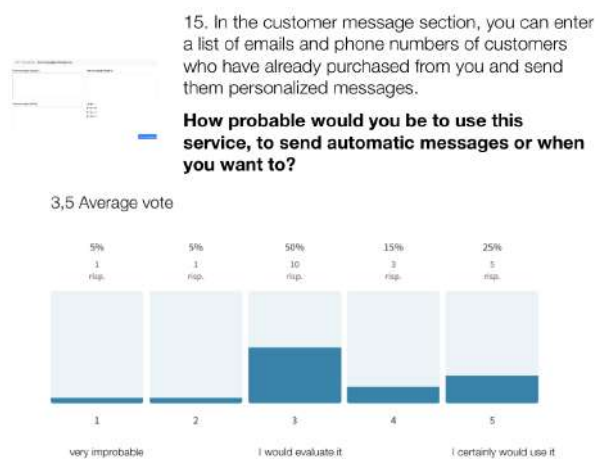 15. In the customer message section, you can enter
a list of emails and phone numbers of customers
who have already purchased from you and send
them personalized messages.
How probable would you be to use this
service, to send automatic messages or when
you want to?
3,5 Average vote
5% 5% 50% 15% 25%
1 1 10 3 5
risp. risp. risp. risp. risp.
1 2 3 4 5
very improbable I would evaluate it I certainly would use it